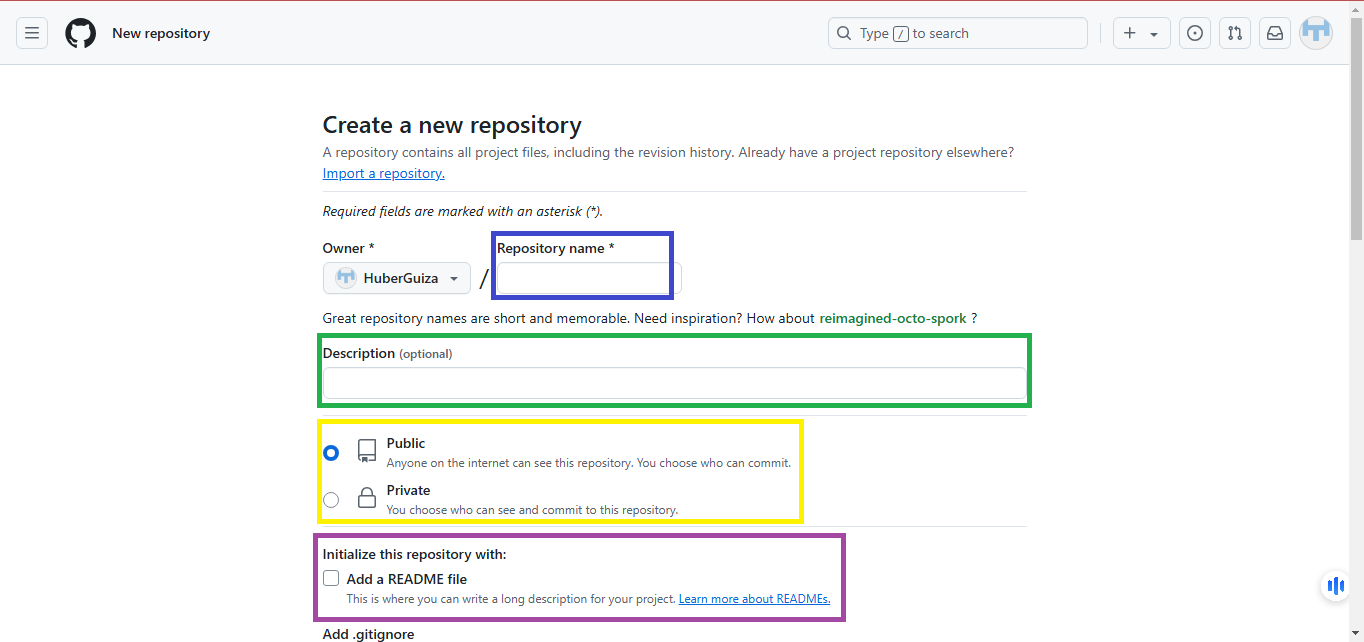 New repository
Type / to search
Create a new repository
A repository contains all project files, including the revision history. Already have a project repository elsewhere?
Import a repository.
Required fields are marked with an asterisk (*).
Owner * Repository name *
HuberGuiza /
Great repository names are short and memorable. Need inspiration? How about reimagined-octo-spork ?
Description (optional)
Public
Anyone on the internet can see this repository. You choose who can commit.
Private
You choose who can see and commit to this repository.
Initialize this repository with:
Add a README file
This is where you can write a long description for your project. Learn more about READMEs.
Add .gitignore